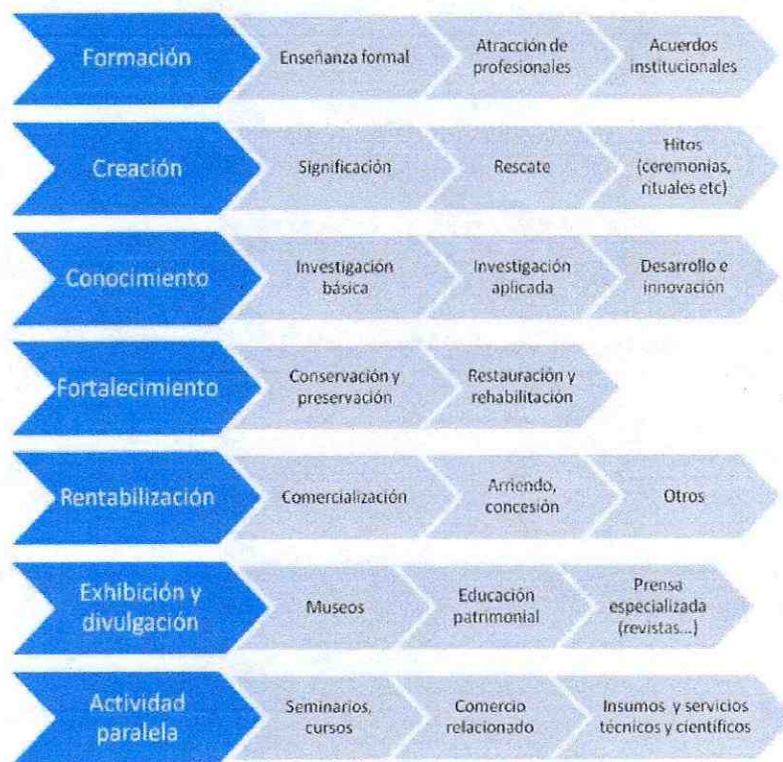 Formación
Enseñanza formal
Atracción de
profesionales
Acuerdos
institucionales
Creación
Significación
Rescate
Hitos
(ceremonias,
rituales etc)
Conocimiento
Investigación
básica
Investigación
aplicada
Desarrollo e
innovación
Fortalecimiento
Conservación y
preservación
Restauración y
rehabilitación
Rentabilización
Comercialización
Arriendo,
concesión
Otros
Exhibición y
divulgación
Museos
Educación
patrimonial
Prensa
especializada
(revistas...)
Actividad
paralela
Seminarios,
cursos
Comercio
relacionado
Insumos y servicios
técnicos y científicos